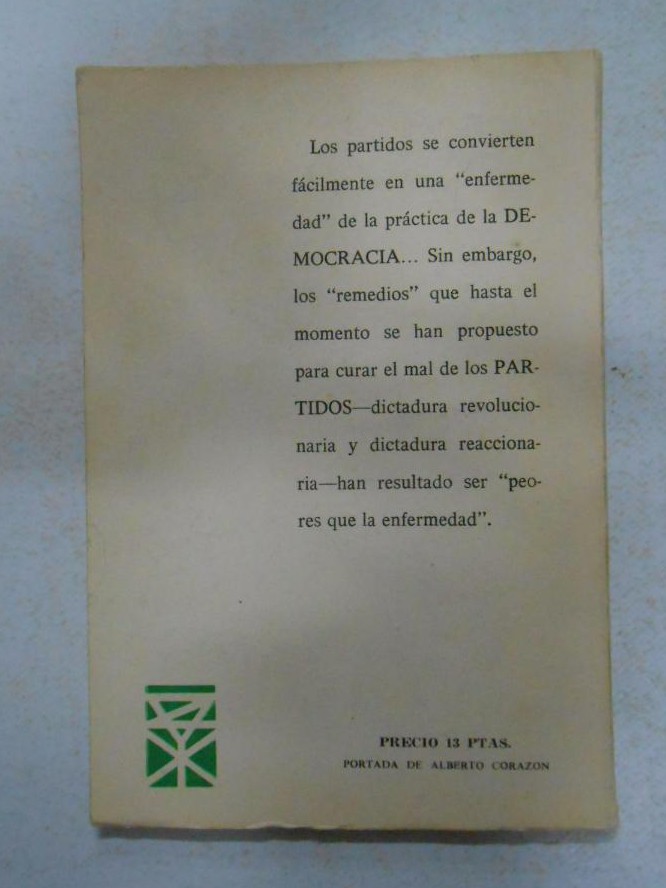 Los partidos se convierten
fácilmente en una “enferme-
dad” de la práctica de la DE-
MOCRACIA... Sin embargo,
los “remedios” que hasta el
momento se han propuesto
para curar el mal de los PAR-
TIDOS—dictadura revolucio-
naria y dictadura reacciona-
ria—han resultado ser “peo-
res que la enfermedad”.
PRECIO 13 PTAS.
PORTADA DE ALBERTO CORAZON